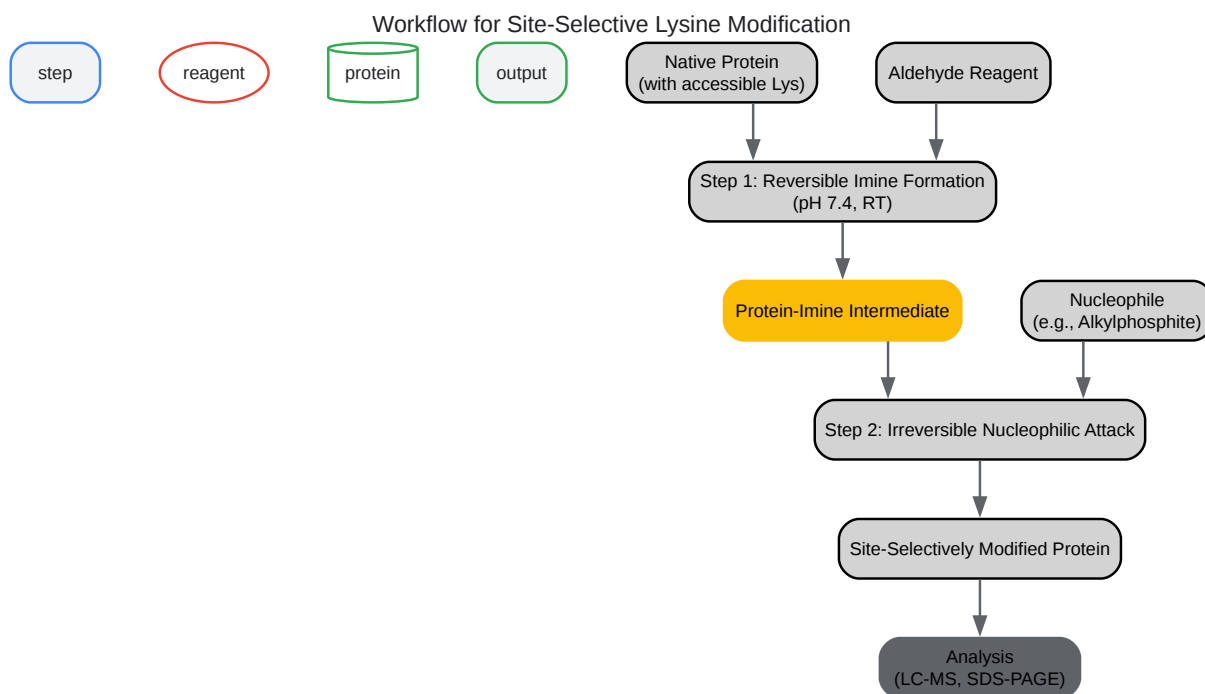 Workflow for Site-Selective Lysine Modification
step
reagent
protein
output
Native Protein
(with accessible Lys)
Aldehyde Reagent
Step 1: Reversible Imine Formation
(pH 7.4, RT)
Protein-Imine Intermediate
Nucleophile
(e.g., Alkylphosphite)
Step 2: Irreversible Nucleophilic Attack
Site-Selectively Modified Protein
Analysis
(LC-MS, SDS-PAGE)